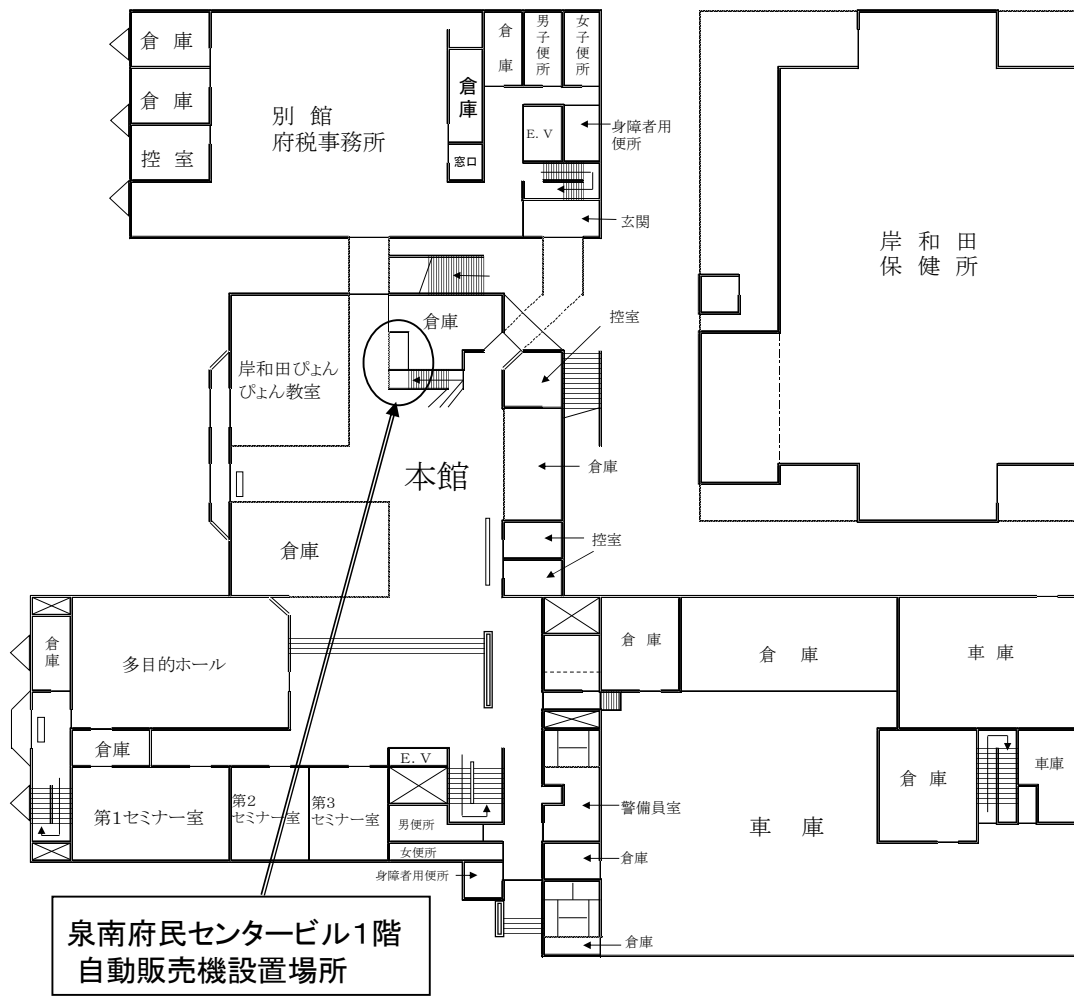 倉 庫
倉 庫
控 室
別 館
府税事務所
倉庫
窓口
倉庫
男子便所
女子便所
E. V
身障者用
便所
玄関
岸 和 田
保 健 所
倉庫
控室
岸和田ぴょん
ぴょん教室
本館
倉庫
倉庫
控室
倉庫
多目的ホール
倉庫
倉 庫
倉 庫
車 庫
E. V
第1セミナー室
第2
セミナー室
第3
セミナー室
男便所
女便所
身障者用便所
警備員室
倉庫
倉庫
車 庫
倉 庫
車庫
泉南府民センタービル1階
自動販売機設置場所